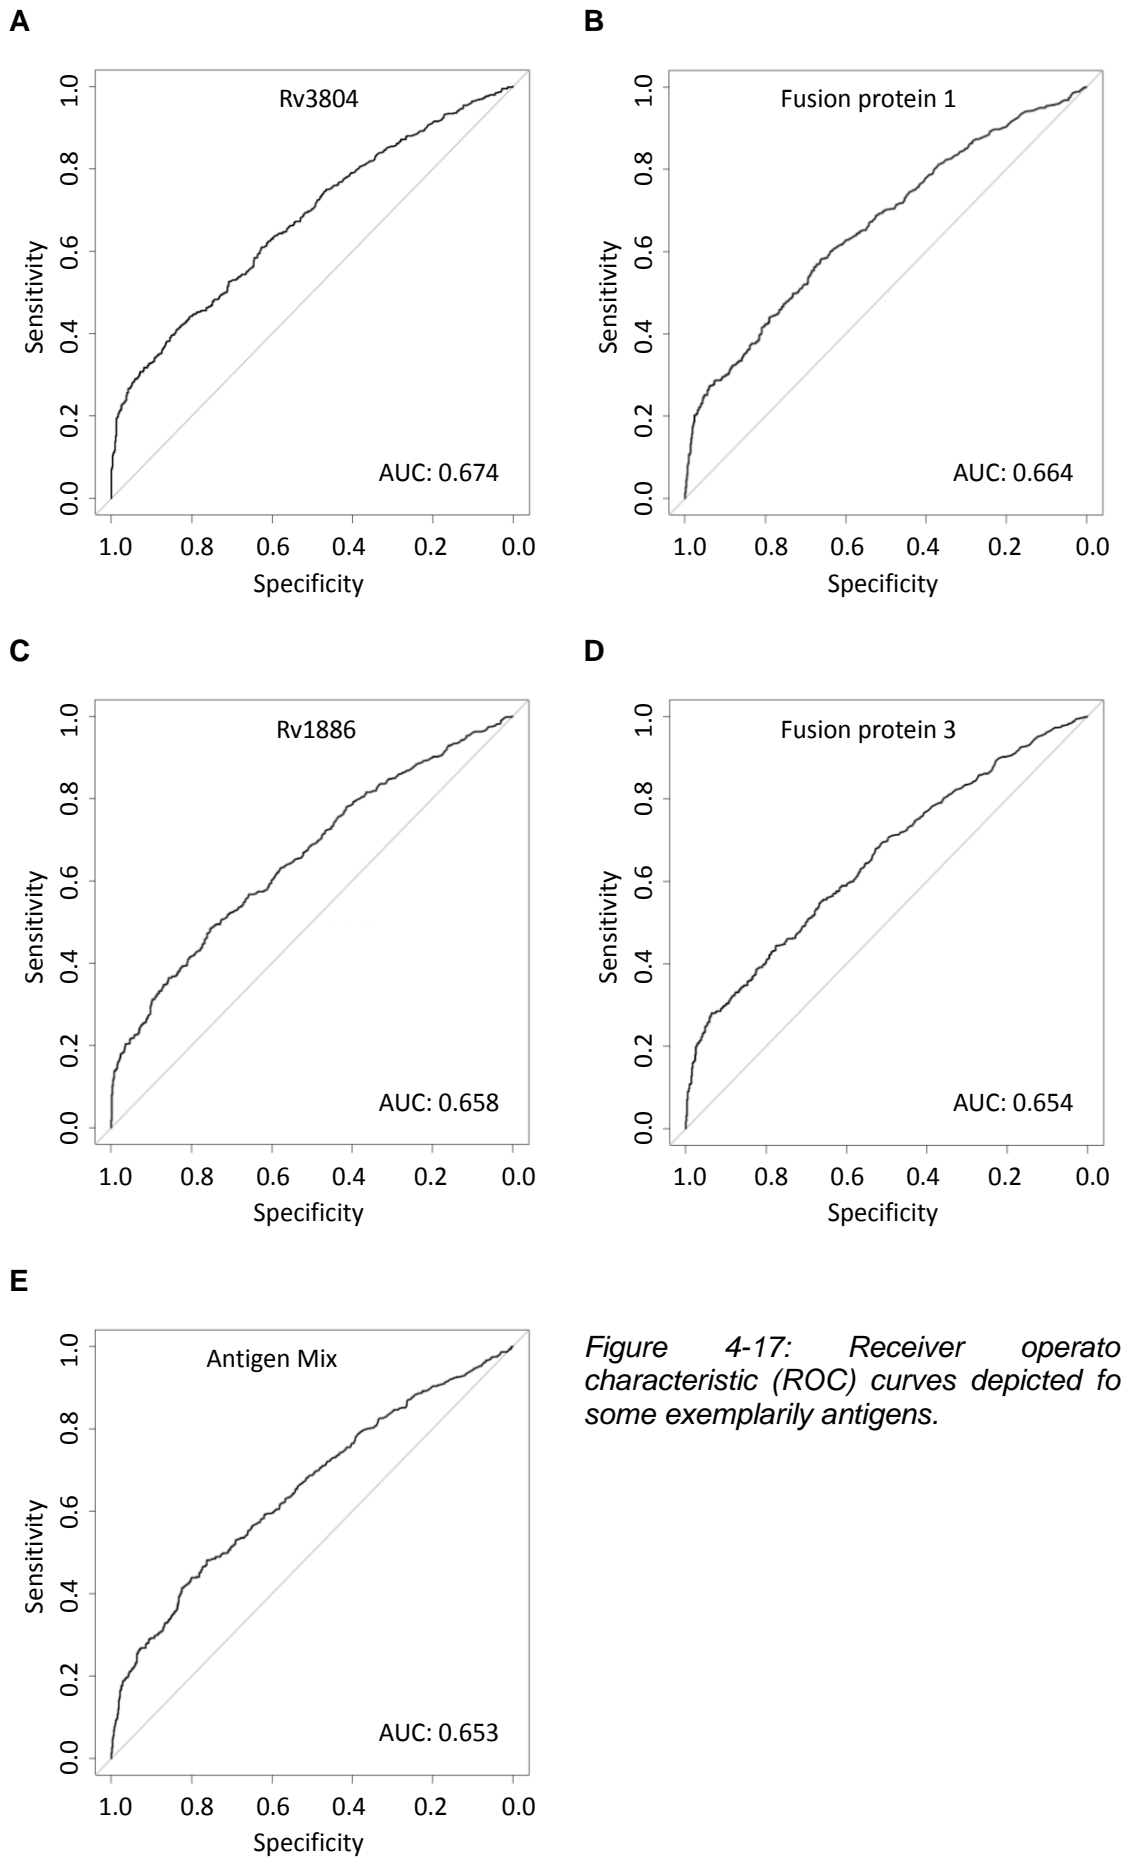 A
Rv3804
1.0
0.8
0.6
0.4
0.2
0.0
Sensitivity
AUC: 0.674
1.0 0.8 0.6 0.4 0.2 0.0
Specificity
B
Fusion protein 1
1.0
0.8
0.6
0.4
0.2
0.0
Sensitivity
AUC: 0.664
1.0 0.8 0.6 0.4 0.2 0.0
Specificity
C
Rv1886
1.0
0.8
0.6
0.4
0.2
0.0
Sensitivity
AUC: 0.658
1.0 0.8 0.6 0.4 0.2 0.0
Specificity
D
Fusion protein 3
1.0
0.8
0.6
0.4
0.2
0.0
Sensitivity
AUC: 0.654
1.0 0.8 0.6 0.4 0.2 0.0
Specificity
E
Antigen Mix
1.0
0.8
0.6
0.4
0.2
0.0
Sensitivity
AUC: 0.653
1.0 0.8 0.6 0.4 0.2 0.0
Specificity
Figure 4-17: Receiver operato
characteristic (ROC) curves depicted fo
some exemplarily antigens.